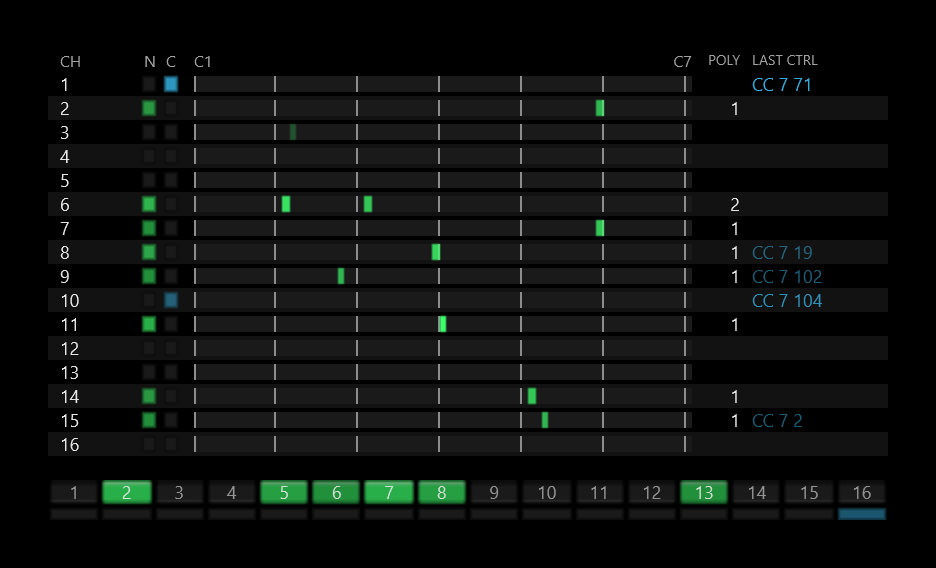 CH N C C1 C7 POLY LAST CTRL
1 CC 7 71
2 1
3
4
5
6 2
7 1
8 1 CC 7 19
9 1 CC 7 102
10 CC 7 104
11 1
12
13
14 1
15 1 CC 7 2
16
1 2 3 4 5 6 7 8 9 10 11 12 13 14 15 16